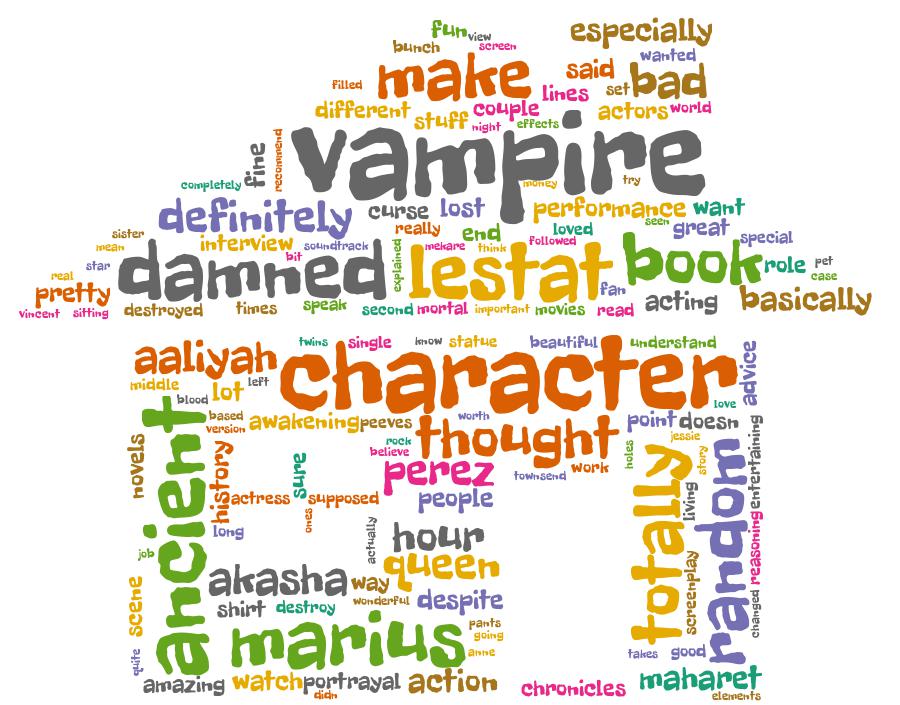 fun view especially
bunch screen wanted
filled make said set bad
different stuff couple lines actors world
night effects
vampire
completely fine recommend money try
definitely curse lost performance want
sister interview really end loved seen great special
mean soundtrack bit mekare think followed
star damned explained lestat book role pet
real fan case
pretty destroyed times speak second mortal important movies read acting basically
vincent sitting
aaliyah twins single know statue beautiful understand
middle lot left character advice
blood love
based awakening peeves worth point doesn
version rock thought jessie
ancient novels history sure believe perez townsend work holes totally story random entertaining
actress supposed people living
long ones actually hour
job akasha way queen screenplay reasoning
scene shirt destroy wonderful despite changed
marius pants
going
quite anne takes good
amazing watch portrayal action chronicles maharet
didn elements